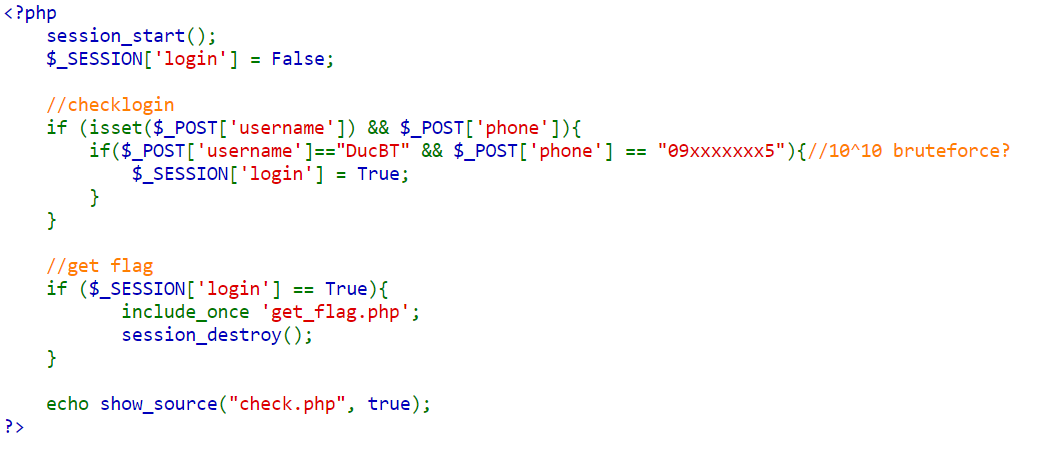 <?php
session_start();
$_SESSION['login'] = False;
//checklogin
if (isset($_POST['username']) && $_POST['phone']){
if($_POST['username']=="DucBT" && $_POST['phone'] == "09xxxxxxx5"){//10^10 bruteforce?
$_SESSION['login'] = True;
}
}
//get flag
if ($_SESSION['login'] == True){
include_once 'get_flag.php';
session_destroy();
}
echo show_source("check.php", true);
?>